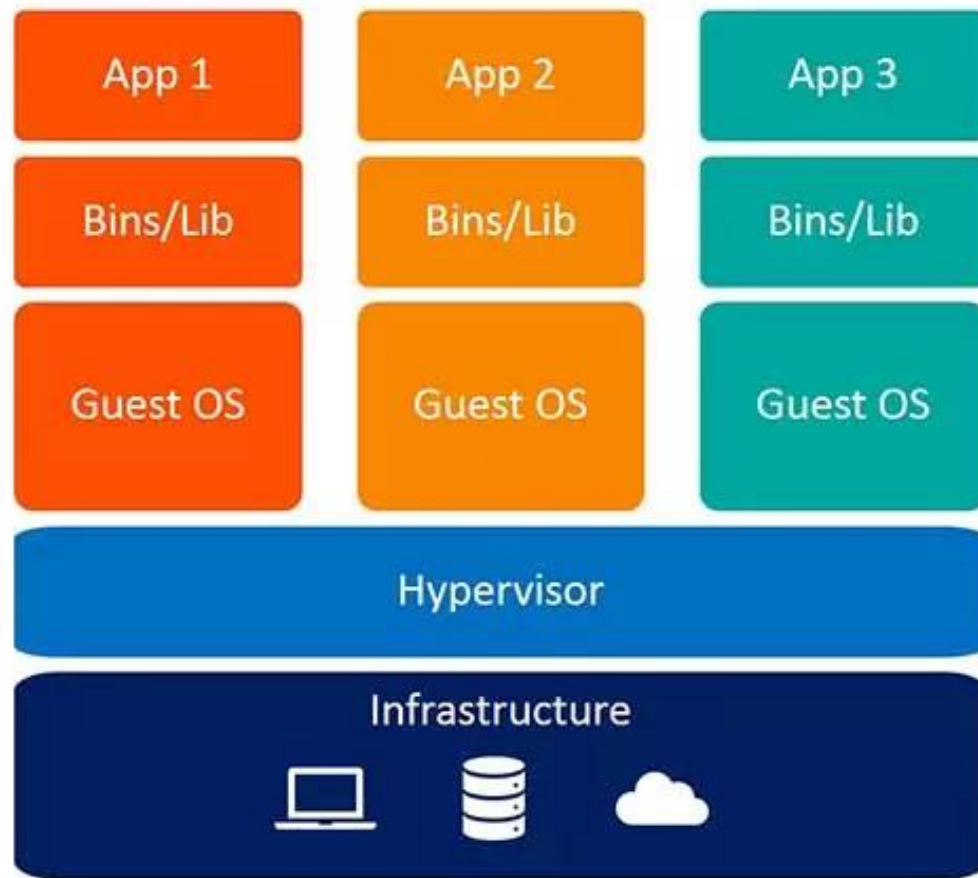 App 1
App 2
App 3
Bins/Lib
Bins/Lib
Bins/Lib
Guest OS
Guest OS
Guest OS
Hypervisor
Infrastructure